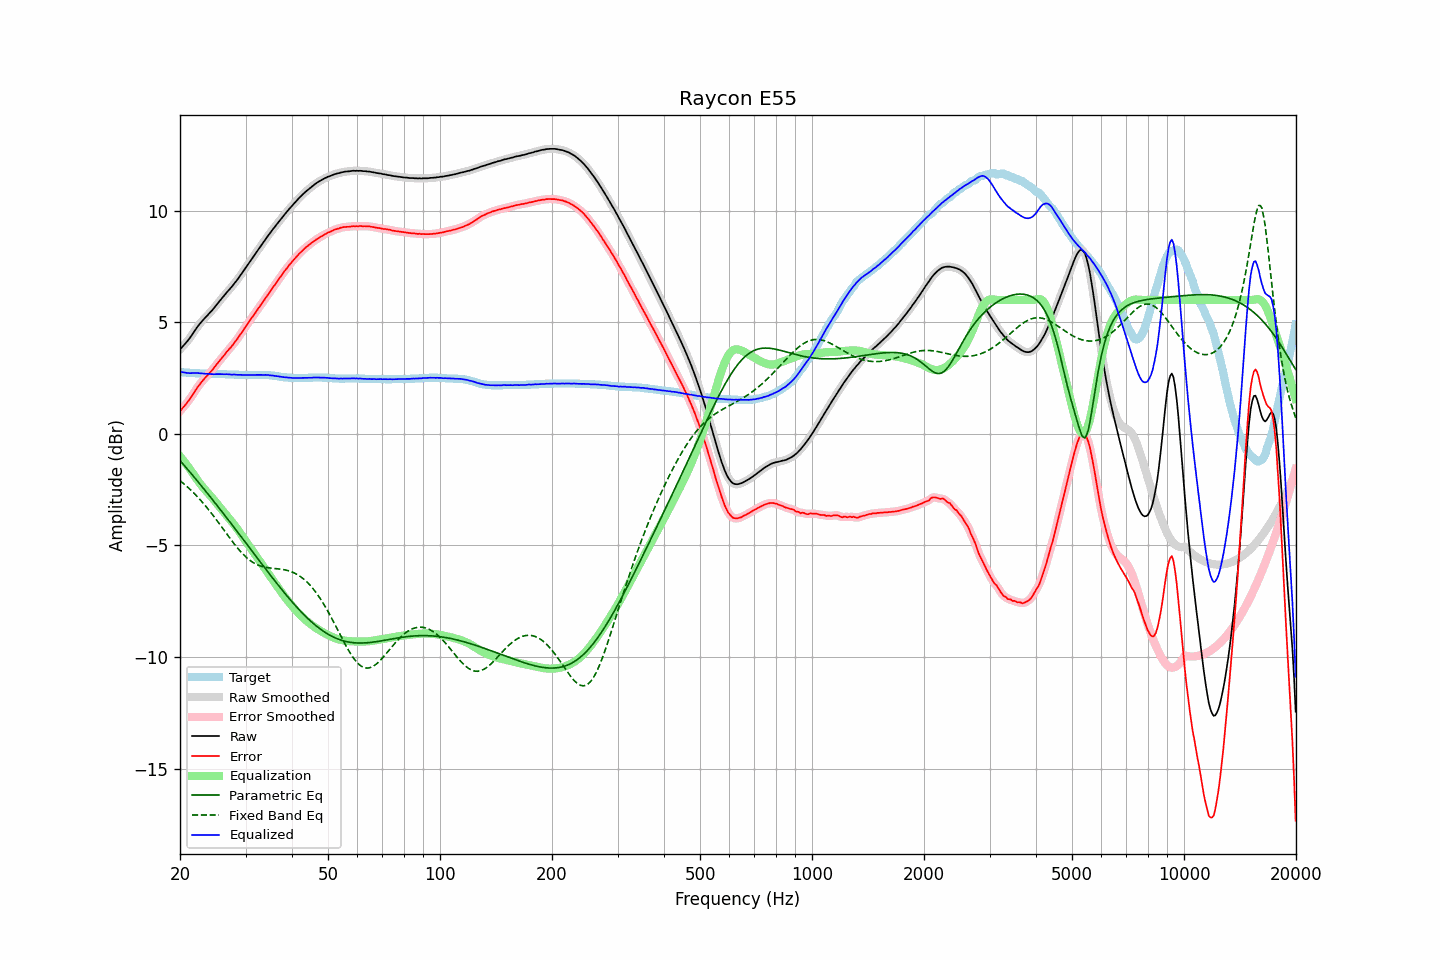 Raycon E55
Amplitude (dBr)
10
5
0
−5
−10
−15
Target
Raw Smoothed
Error Smoothed
Raw
Error
Equalization
Parametric Eq
Fixed Band Eq
Equalized
20 50 100 200 500 1000 2000 5000 10000 20000
Frequency (Hz)